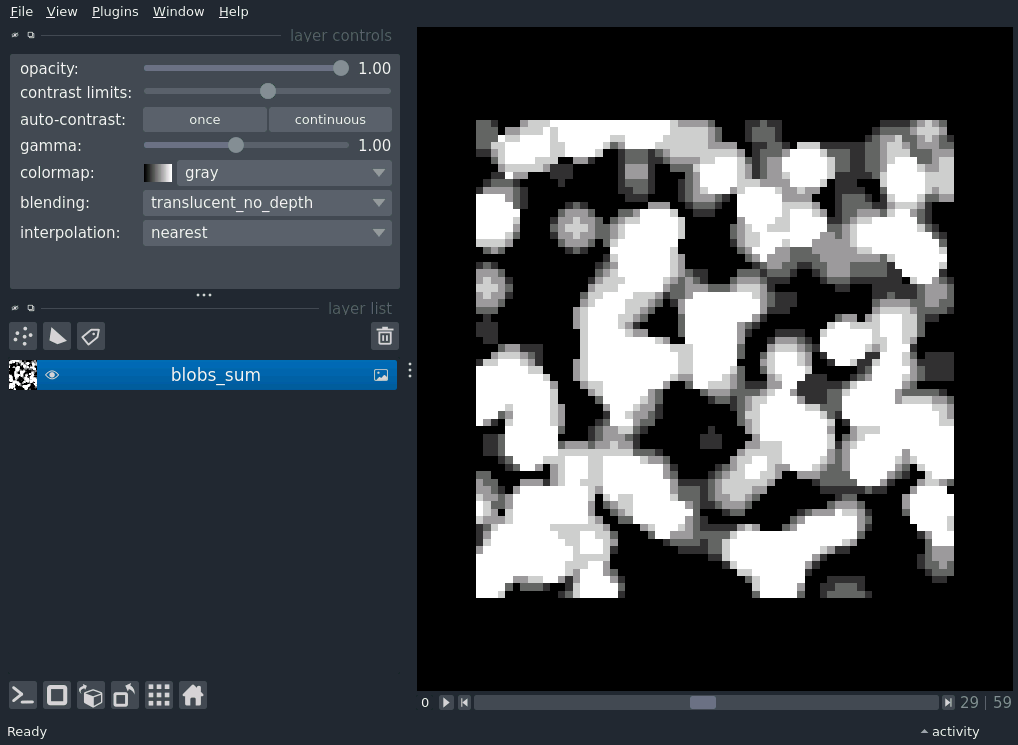 File View Plugins Window Help
layer controls
opacity: 1.00
contrast limits:
auto-contrast: once continuous
gamma: 1.00
colormap: gray
blending: translucent_no_depth
interpolation: nearest
layer list
blobs_sum
0 29 | 59
Ready activity